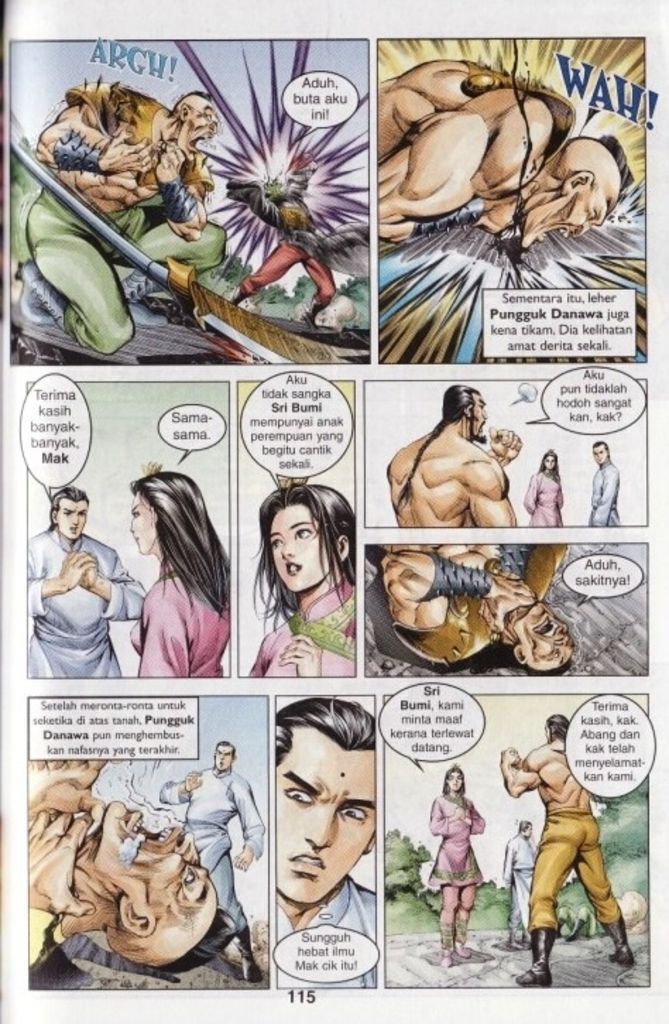 ARGH!
Aduh,
buta aku
ini!
WAH!
Sementara itu, leher
Pungguk Danawa juga
kena tikam. Dia kelihatan
amat derita sekali.
Terima
kasih
banyak-
banyak,
Mak
Sama-
sama.
Aku
tidak sangka
Sri Bumi
mempunyai anak
perempuan yang
begitu cantik
sekali.
Aku
pun tidaklah
hodoh sangat
kan, kak?
Aduh,
sakitnya!
Setelah meronta-ronta untuk
seketika di atas tanah, Pungguk
Danawa pun menghembus-
kan nafasnya yang terakhir.
Sungguh
hebat ilmu
Mak cik itu!
Sri
Bumi, kami
minta maaf
kerana terlewat
datang.
Terima
kasih, kak.
Abang dan
kak telah
menyelamat-
kan kami.
115